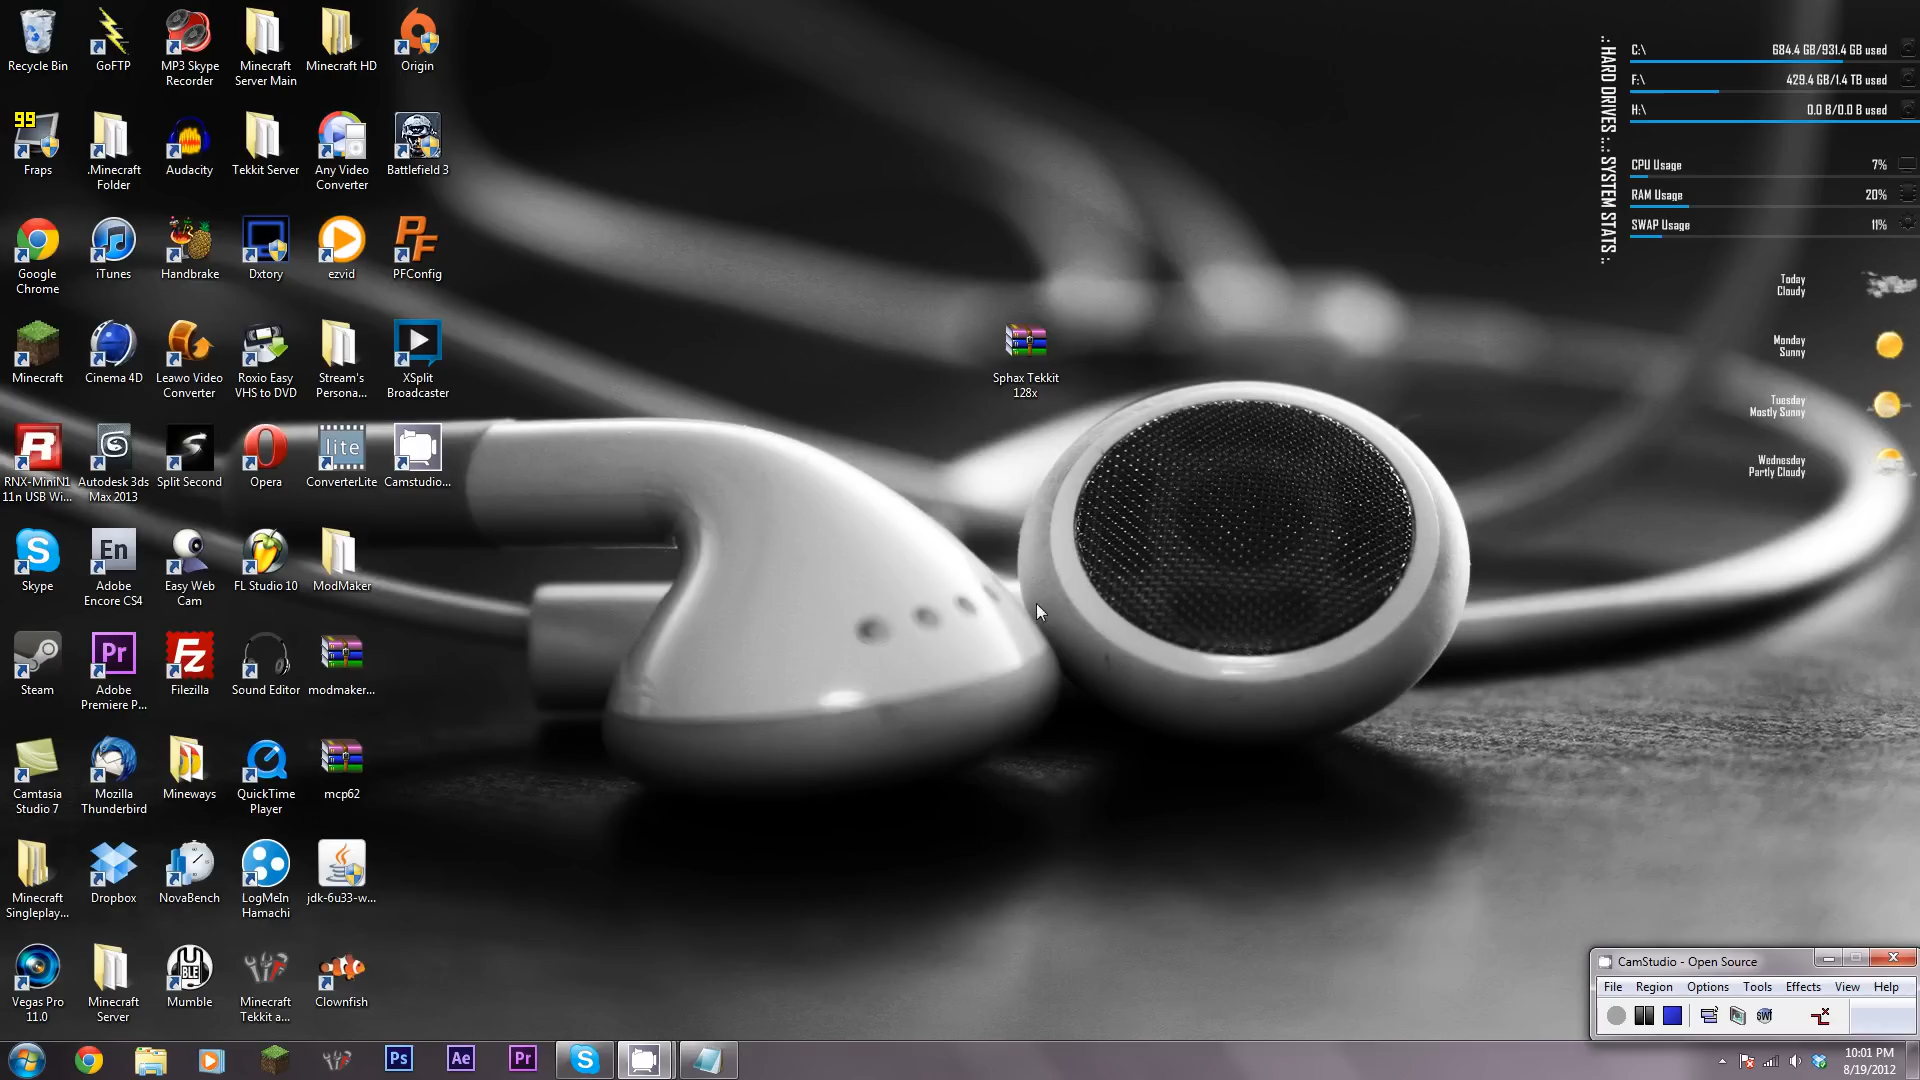 Recycle Bin
GoFTP
MP3 Skype
Recorder
Minecraft
Server Main
Minecraft HD
Origin
99
Fraps
.Minecraft
Folder
Audacity
Tekkit Server
Any Video
Converter
Battlefield 3
Google
Chrome
iTunes
Handbrake
Dxtory
ezvid
PF
PFConfig
Minecraft
Cinema 4D
Leawo Video
Converter
Roxio Easy
VHS to DVD
Stream's
Persona...
XSplit
Broadcaster
Sphax Tekkit
128x
R
RNX-MiniN1
11n USB Wi...
Autodesk 3ds
Max 2013
Split Second
Opera
lite
ConverterLite
Camstudio...
Skype
En
Adobe
Encore CS4
Easy Web
Cam
FL Studio 10
ModMaker
Steam
Pr
Adobe
Premiere P...
Fz
Filezilla
Sound Editor
modmaker...
Camtasia
Studio 7
Mozilla
Thunderbird
Mineways
QuickTime
Player
mcp62
Minecraft
Singleplay...
Dropbox
NovaBench
LogMeIn
Hamachi
jdk-6u33-w...
Vegas Pro
11.0
Minecraft
Server
Mumble
Minecraft
Tekkit a...
Clownfish
.: HARD DRIVES :.
C:\ 684.4 GB/931.4 GB used
F:\ 429.4 GB/1.4 TB used
H:\ 0.0 B/0.0 B used
.: SYSTEM STATS :.
CPU Usage 7%
RAM Usage 20%
SWAP Usage 11%
Today
Cloudy
Monday
Sunny
Tuesday
Mostly Sunny
Wednesday
Partly Cloudy
CamStudio - Open Source
File Region Options Tools Effects View Help
SWF
Ps Ae Pr
10:01 PM
8/19/2012